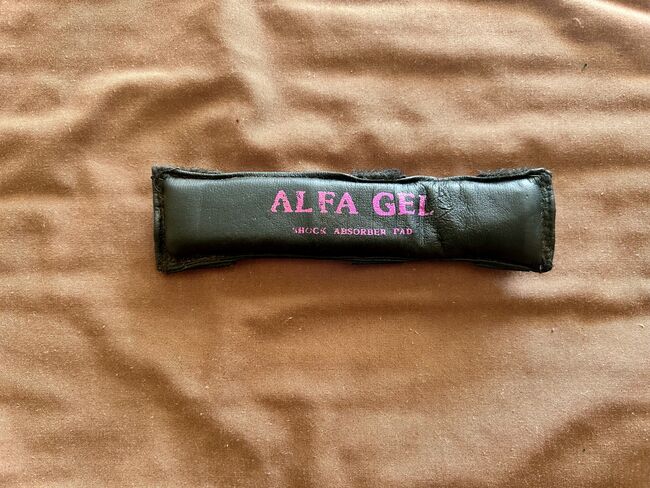 ALFA GEL
SHOCK ABSORBER PAD